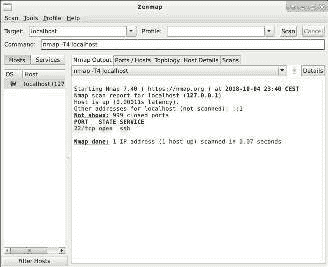 Zenmap
Scan Tools Profile Help
Target: localhost Profile: Scan Cancel
Command: nmap -T4 localhost
Hosts Services Nmap Output Ports / Hosts Topology Host Details Scans
OS Host nmap -T4 localhost Details
localhost (127
Starting Nmap 7.40 ( https://nmap.org ) at 2018-10-04 23:40 CEST
Nmap scan report for localhost (127.0.0.1)
Host is up (0.00011s latency).
Other addresses for localhost (not scanned): ::1
Not shown: 999 closed ports
PORT STATE SERVICE
22/tcp open ssh
Nmap done: 1 IP address (1 host up) scanned in 0.07 seconds
Filter Hosts